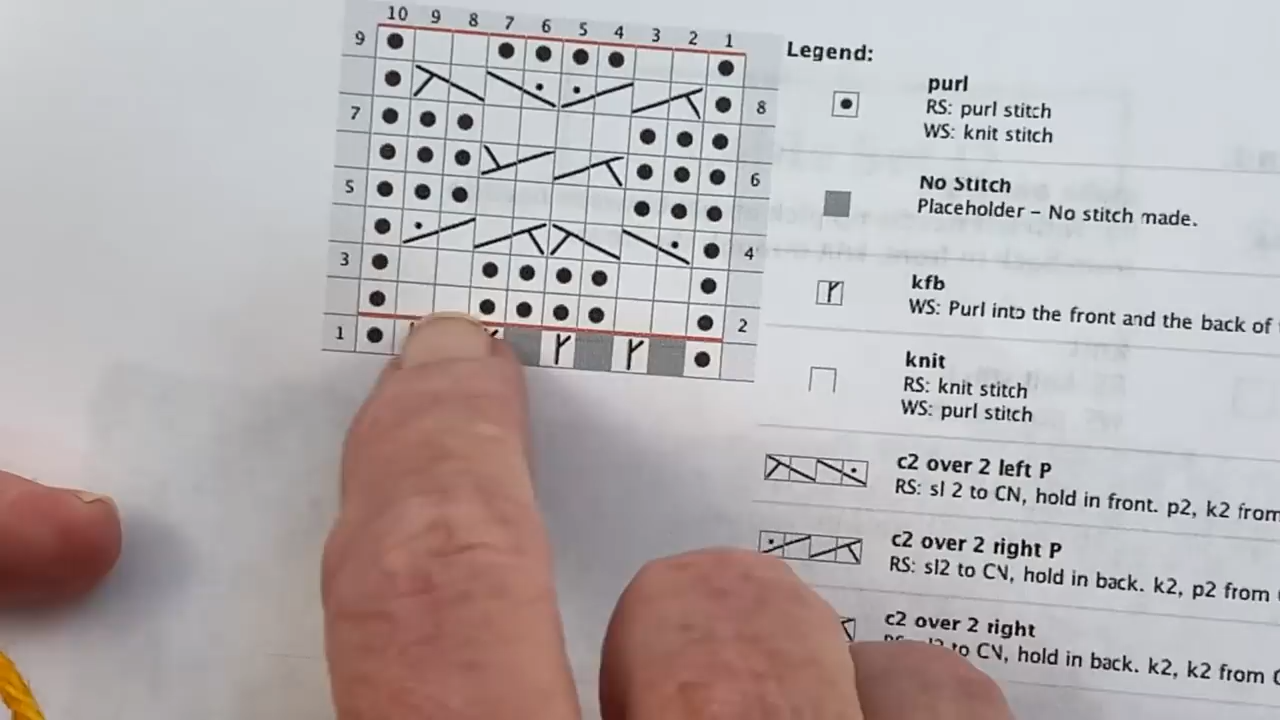 10 9 8 7 6 5 4 3 2 1
9
8
7
6
5
4
3
2
1
Legend:
purl
RS: purl stitch
WS: knit stitch
No Stitch
Placeholder – No stitch made.
kfb
WS: Purl into the front and the back of
knit
RS: knit stitch
WS: purl stitch
c2 over 2 left P
RS: sl 2 to CN, hold in front. p2, k2 from
c2 over 2 right P
RS: sl2 to CN, hold in back. k2, p2 from
c2 over 2 right
to CN, hold in back. k2, k2 from